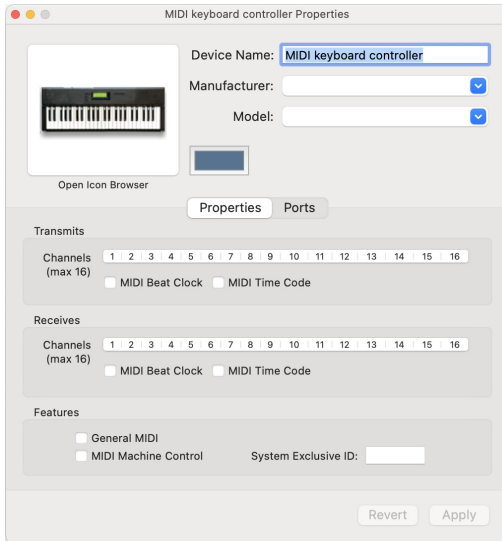 MIDI keyboard controller Properties
Device Name: MIDI keyboard controller
Manufacturer:
Model:
Open Icon Browser
Properties Ports
Transmits
Channels 1 2 3 4 5 6 7 8 9 10 11 12 13 14 15 16
(max 16)
MIDI Beat Clock MIDI Time Code
Receives
Channels 1 2 3 4 5 6 7 8 9 10 11 12 13 14 15 16
(max 16)
MIDI Beat Clock MIDI Time Code
Features
General MIDI
MIDI Machine Control System Exclusive ID:
Revert Apply